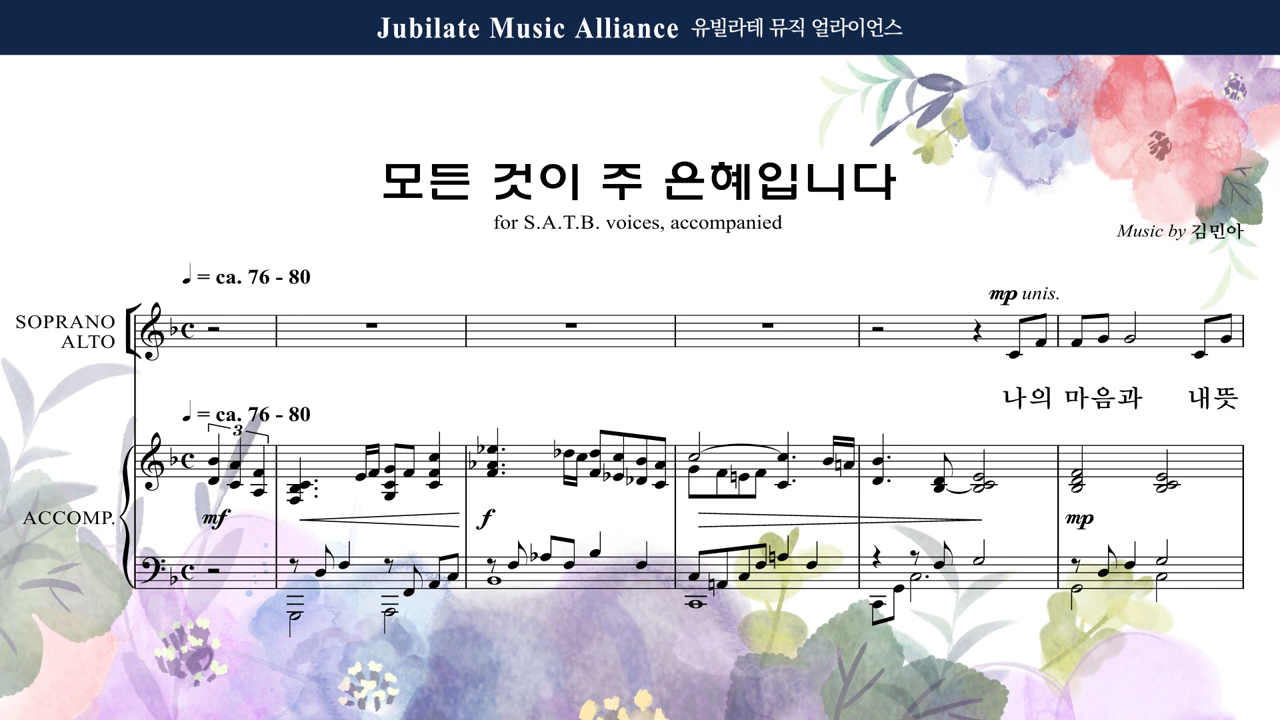 Jubilate Music Alliance 유빌라테 뮤직 얼라이언스
모든 것이 주 은혜입니다
for S.A.T.B. voices, accompanied
Music by 김민아
♩ = ca. 76 - 80
mp unis.
SOPRANO
ALTO
나의 마음과 내뜻
♩ = ca. 76 - 80
3
ACCOMP.
mf f mp